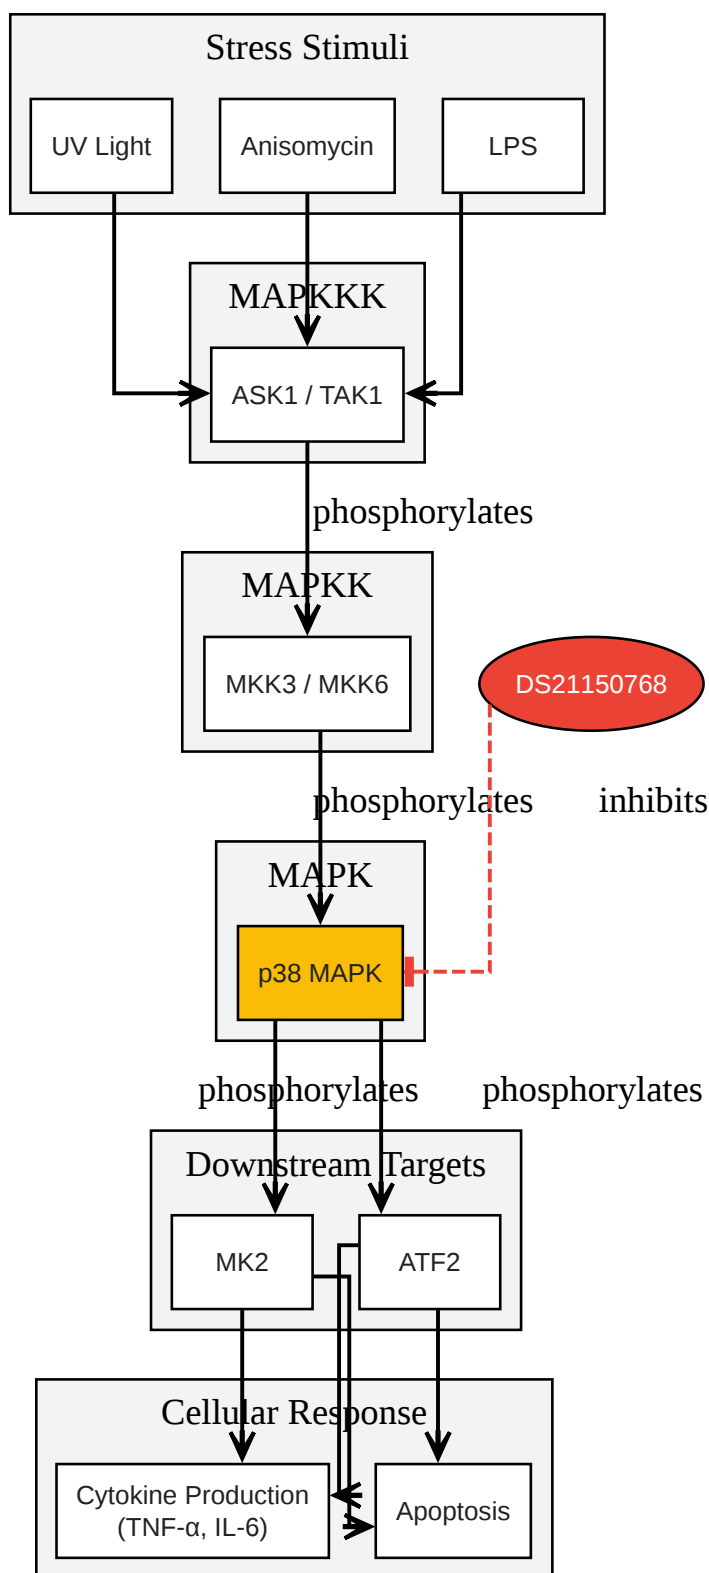 Stress Stimuli
UV Light
Anisomycin
LPS
MAPKKK
ASK1 / TAK1
phosphorylates
MAPKK
MKK3 / MKK6
DS21150768
phosphorylates
inhibits
MAPK
p38 MAPK
phosphorylates
phosphorylates
Downstream Targets
MK2
ATF2
Cellular Response
Cytokine Production
(TNF-α, IL-6)
Apoptosis